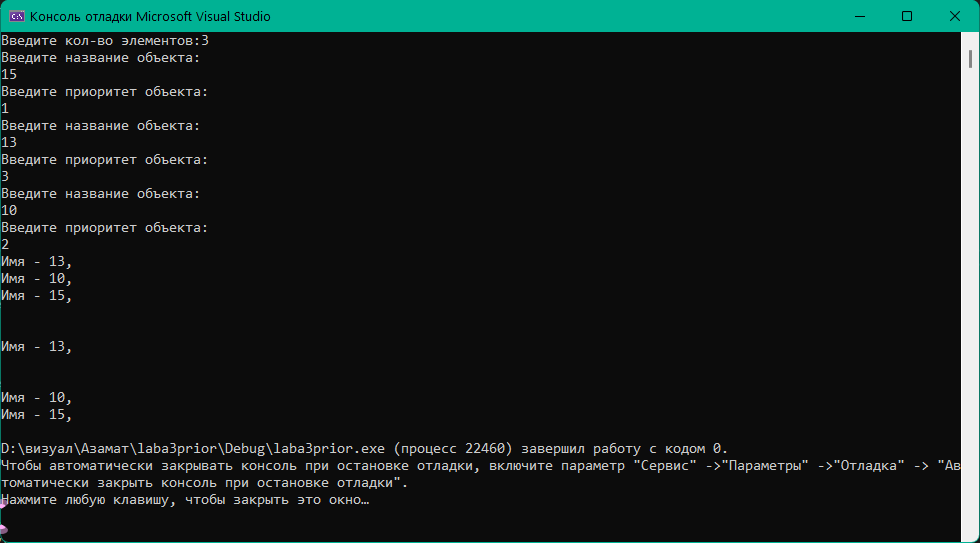 Консоль отладки Microsoft Visual Studio
Введите кол-во элементов:3
Введите название объекта:
15
Введите приоритет объекта:
1
Введите название объекта:
13
Введите приоритет объекта:
3
Введите название объекта:
10
Введите приоритет объекта:
2
Имя - 13,
Имя - 10,
Имя - 15,
Имя - 13,
Имя - 10,
Имя - 15,
D:\визуал\Азамат\laba3prior\Debug\laba3prior.exe (процесс 22460) завершил работу с кодом 0.
Чтобы автоматически закрывать консоль при остановке отладки, включите параметр "Сервис" ->"Параметры" ->"Отладка" -> "Ав
томатически закрыть консоль при остановке отладки".
Нажмите любую клавишу, чтобы закрыть это окно…